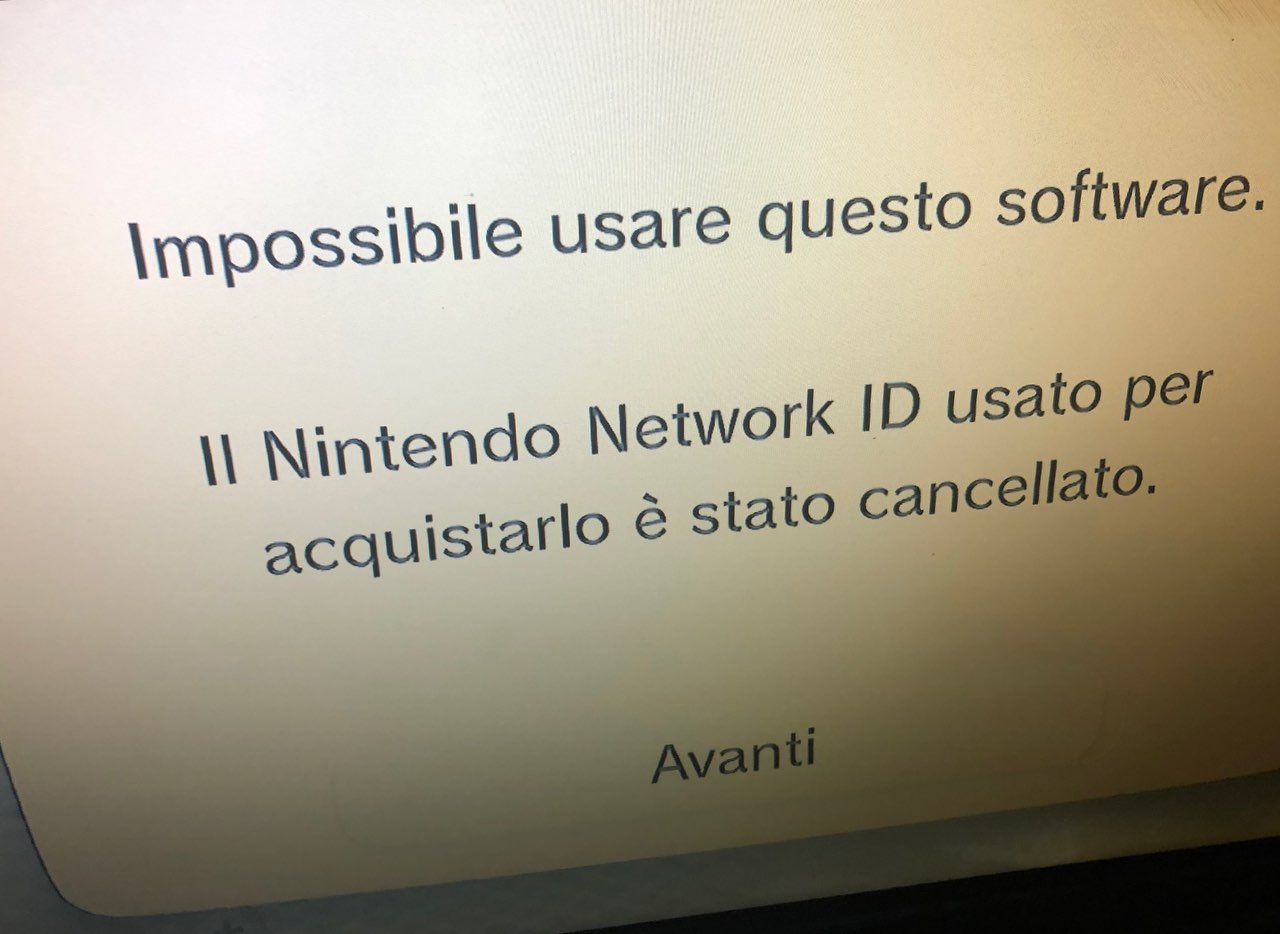 Impossibile usare questo software.
Il Nintendo Network ID usato per
acquistarlo è stato cancellato.
Avanti